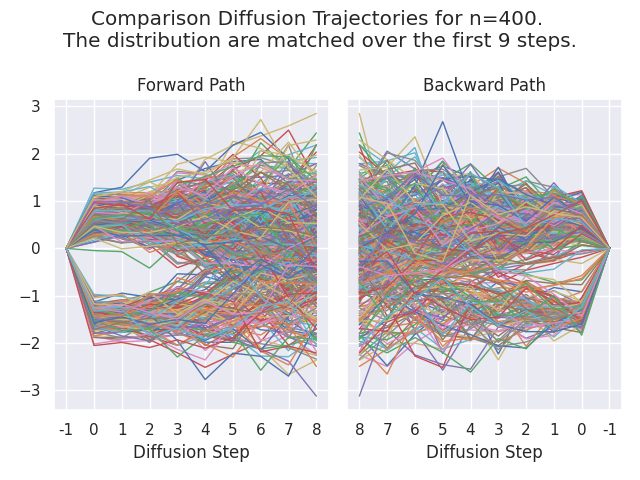 Comparison Diffusion Trajectories for n=400.
The distribution are matched over the first 9 steps.
Forward Path
Backward Path
3
2
1
0
−1
−2
−3
-1 0 1 2 3 4 5 6 7 8
8 7 6 5 4 3 2 1 0 -1
Diffusion Step
Diffusion Step